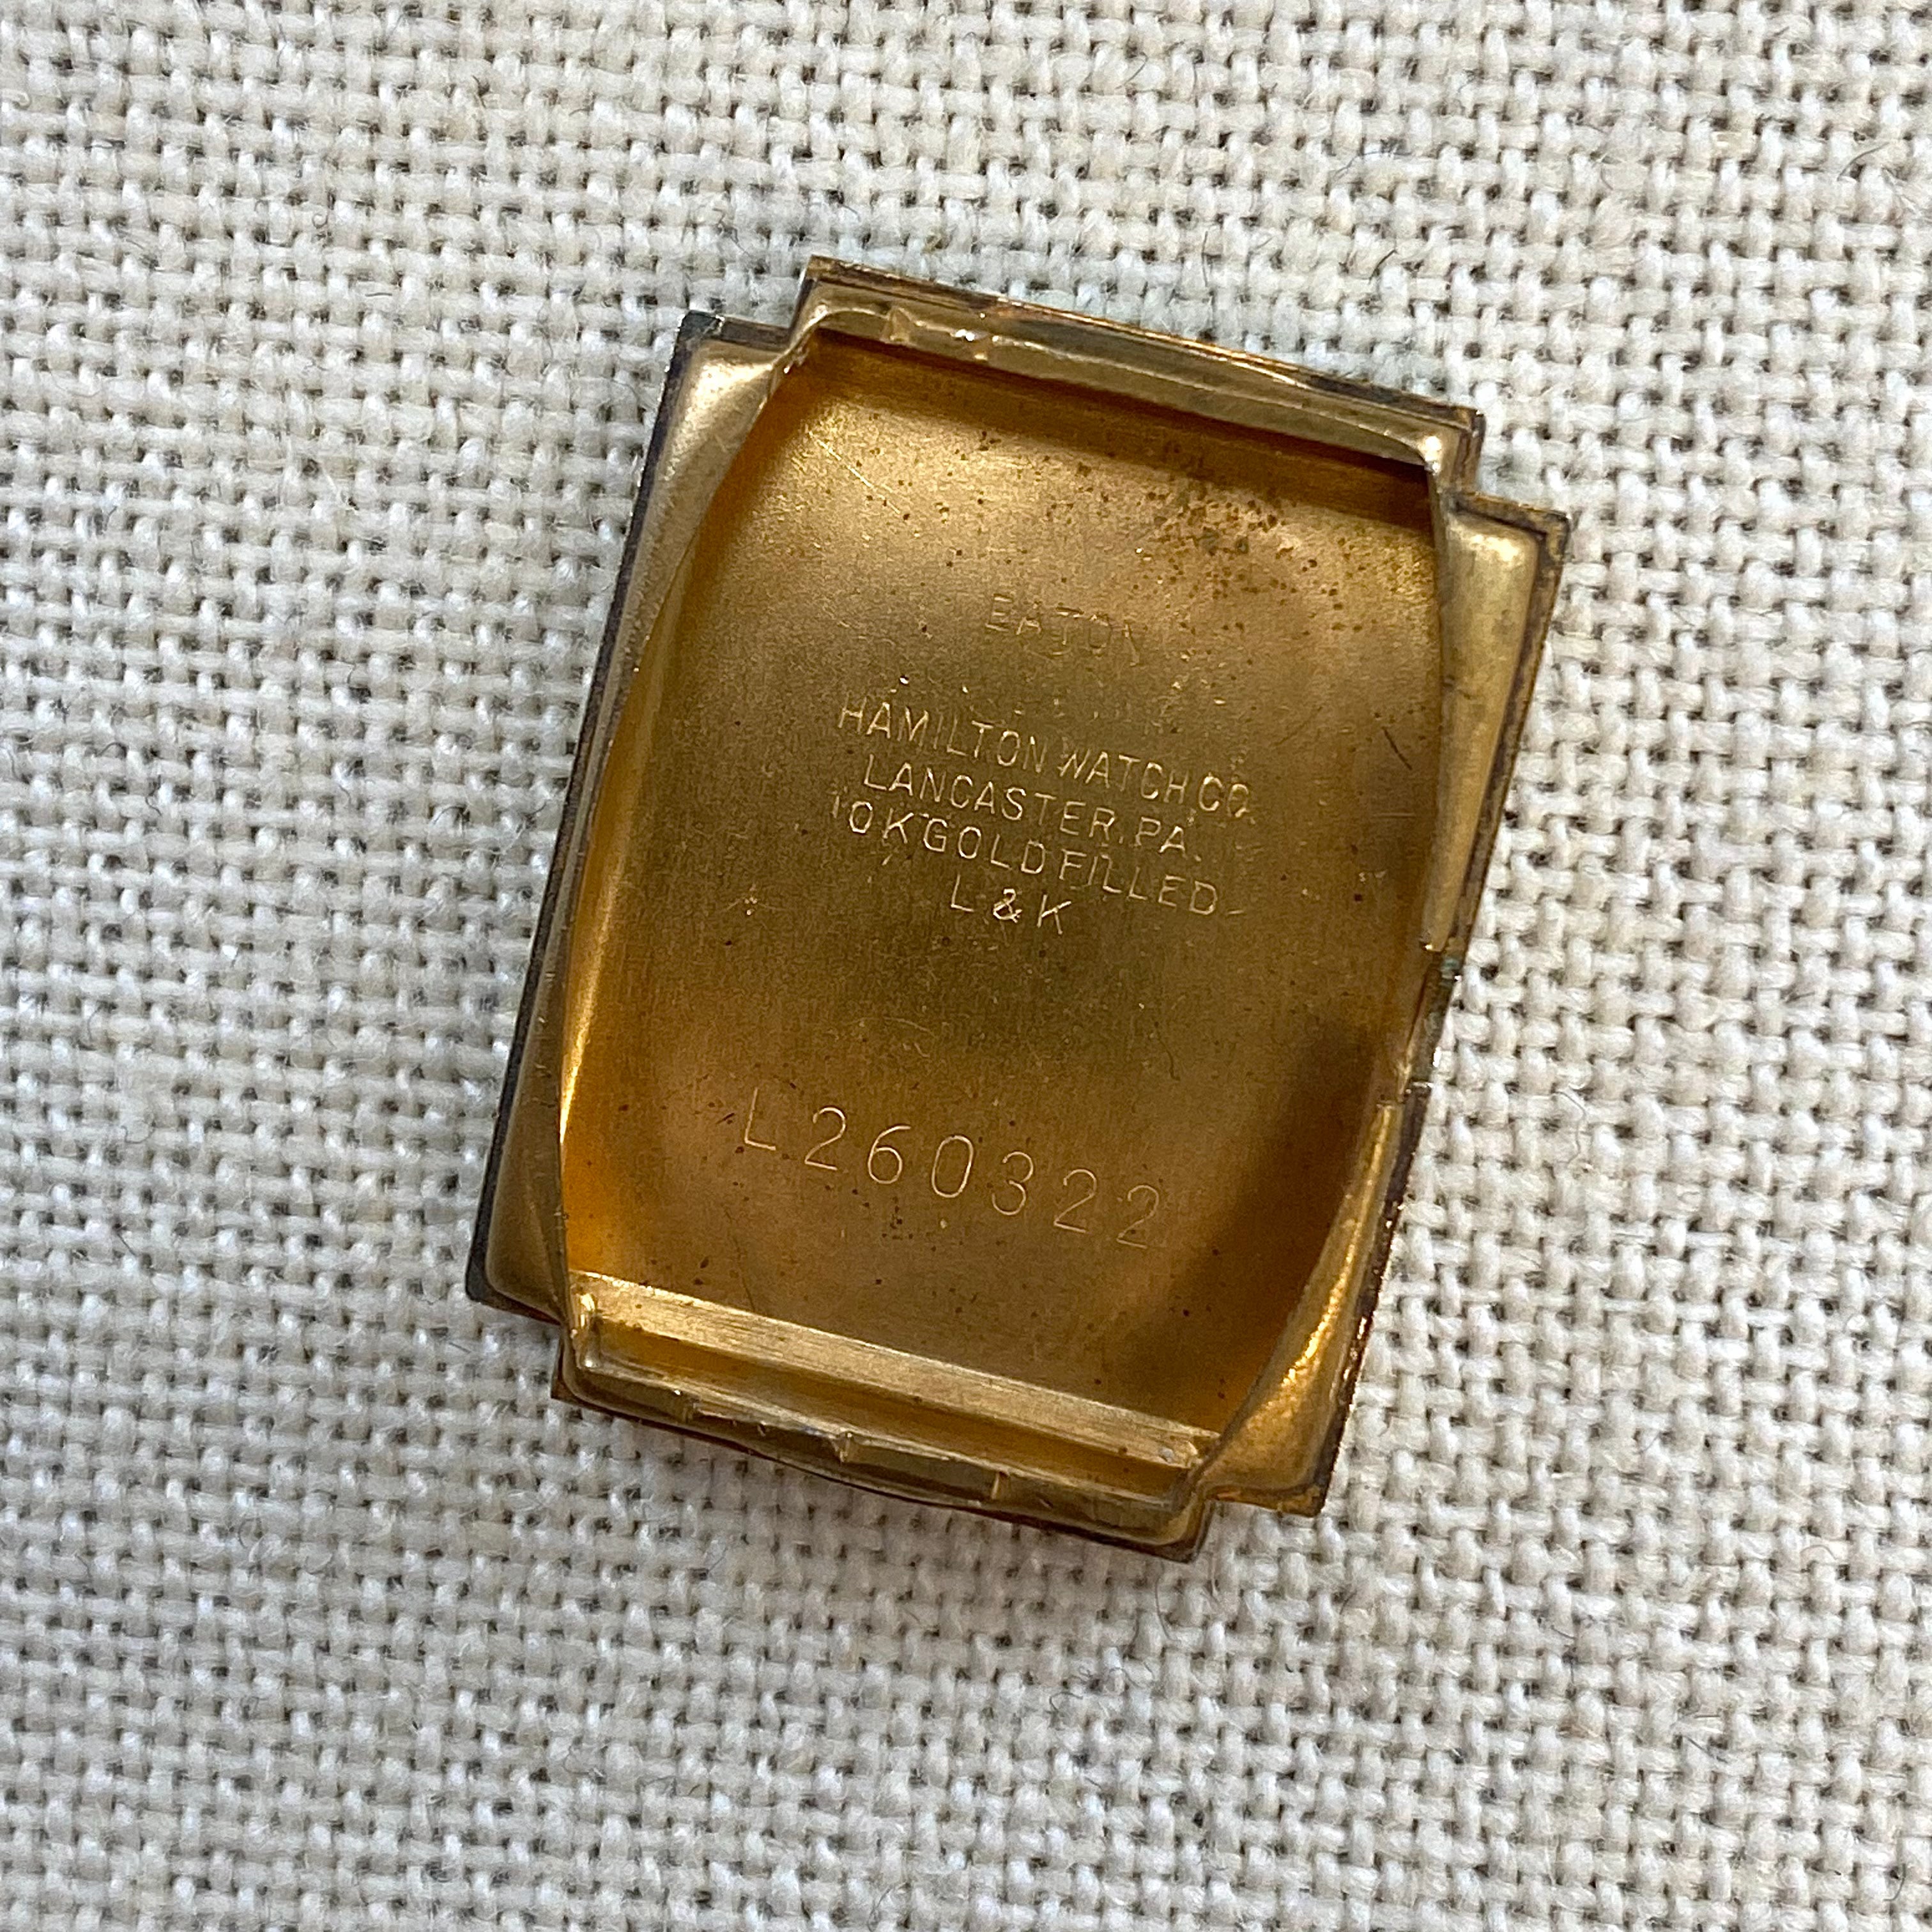 EATON
HAMILTON WATCH CO.
LANCASTER, PA.
10K GOLD FILLED
L & K
L260322